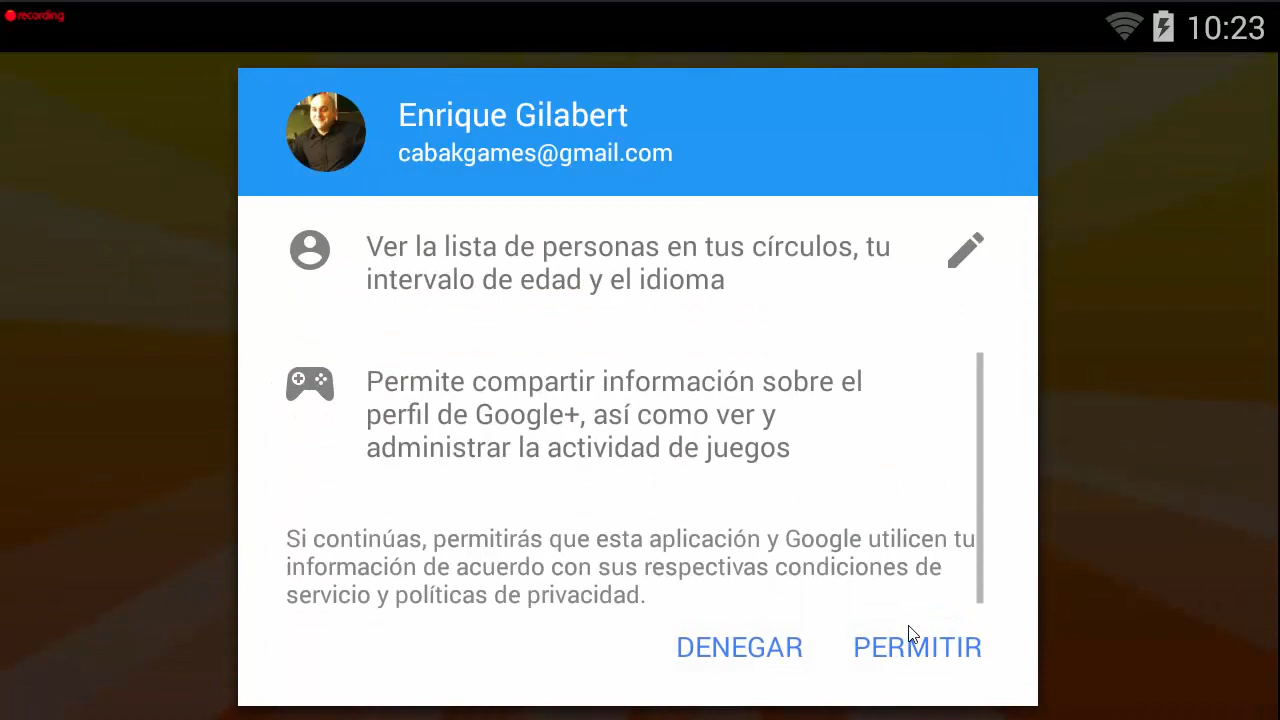 recording
10:23
Enrique Gilabert
cabakgames@gmail.com
Ver la lista de personas en tus círculos, tu
intervalo de edad y el idioma
Permite compartir información sobre el
perfil de Google+, así como ver y
administrar la actividad de juegos
Si continúas, permitirás que esta aplicación y Google utilicen tu
información de acuerdo con sus respectivas condiciones de
servicio y políticas de privacidad.
DENEGAR PERMITIR